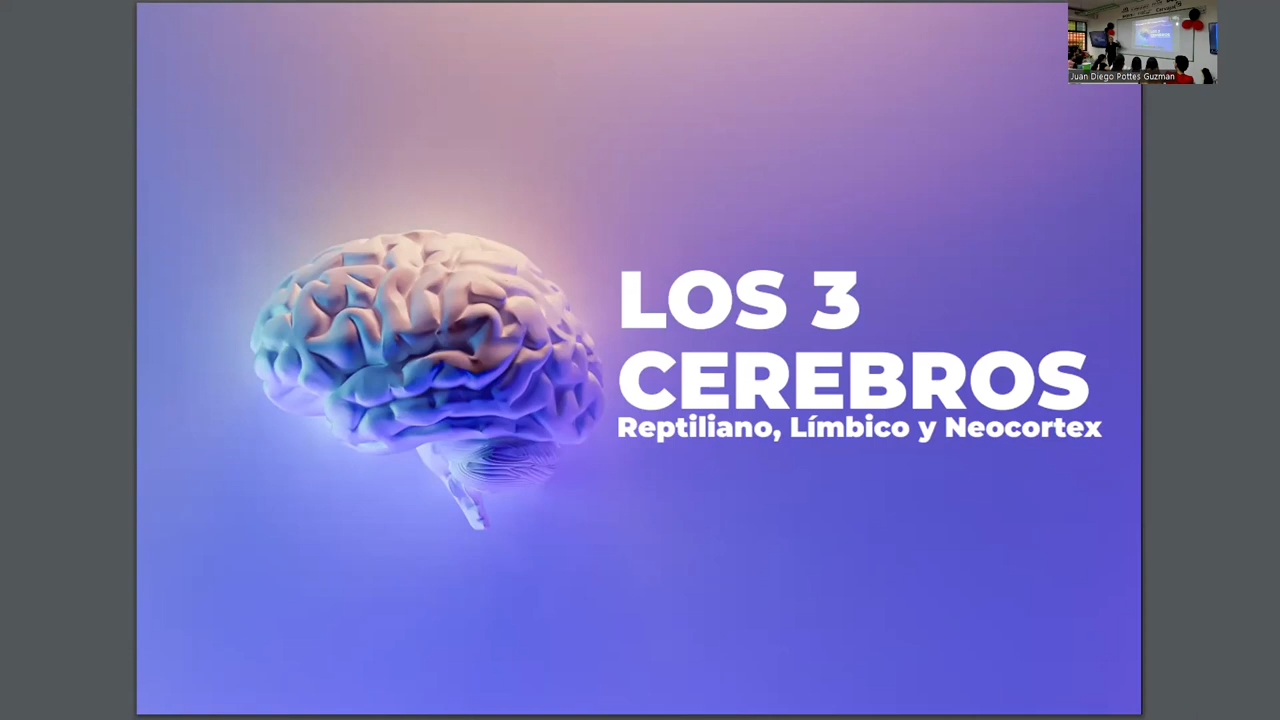 LOS 3
CEREBROS
Reptiliano, Límbico y Neocortex
Juan Diego Pottes Guzman